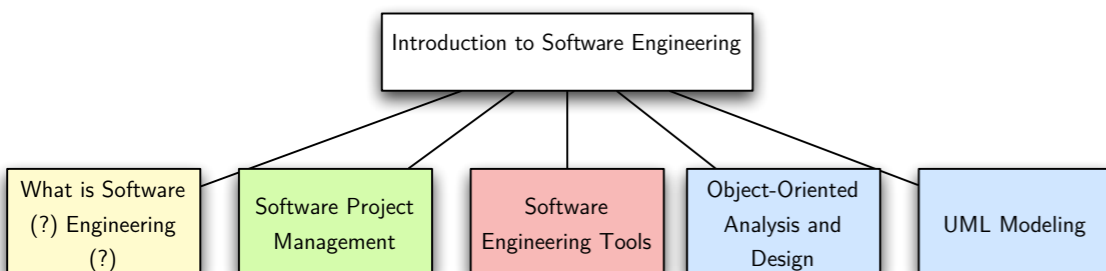 Introduction to Software Engineering
What is Software
(?) Engineering
(?)
Software Project
Management
Software
Engineering Tools
Object-Oriented
Analysis and
Design
UML Modeling